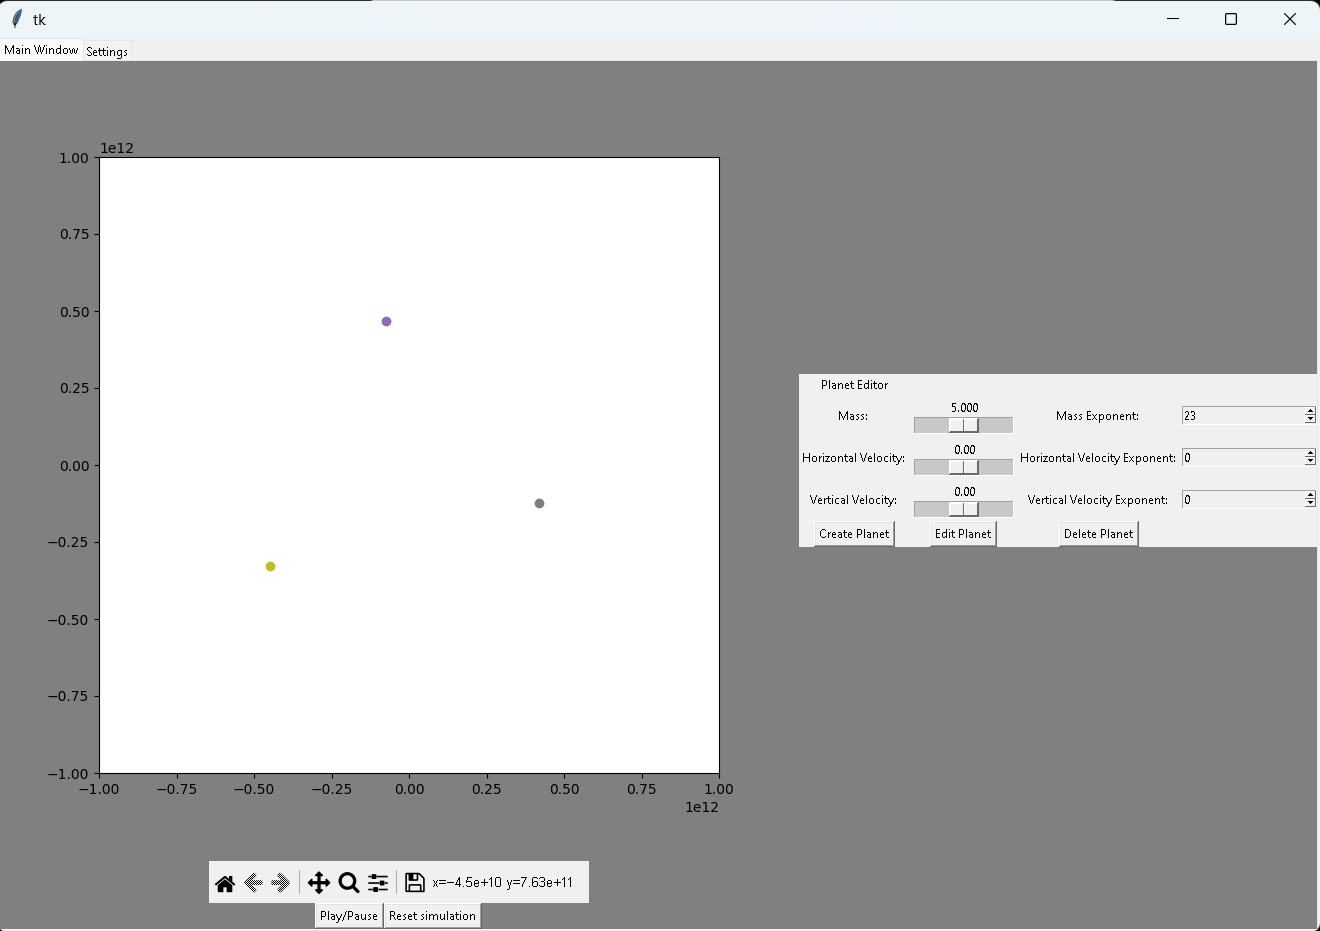 tk
Main Window Settings
1e12
1.00
0.75
0.50
0.25
0.00
−0.25
−0.50
−0.75
−1.00
−1.00 −0.75 −0.50 −0.25 0.00 0.25 0.50 0.75 1.00
1e12
Planet Editor
5.000
Mass: Mass Exponent: 23
0.00
Horizontal Velocity: Horizontal Velocity Exponent: 0
0.00
Vertical Velocity: Vertical Velocity Exponent: 0
Create Planet Edit Planet Delete Planet
x=−4.5e+10 y=7.63e+11
Play/Pause Reset simulation